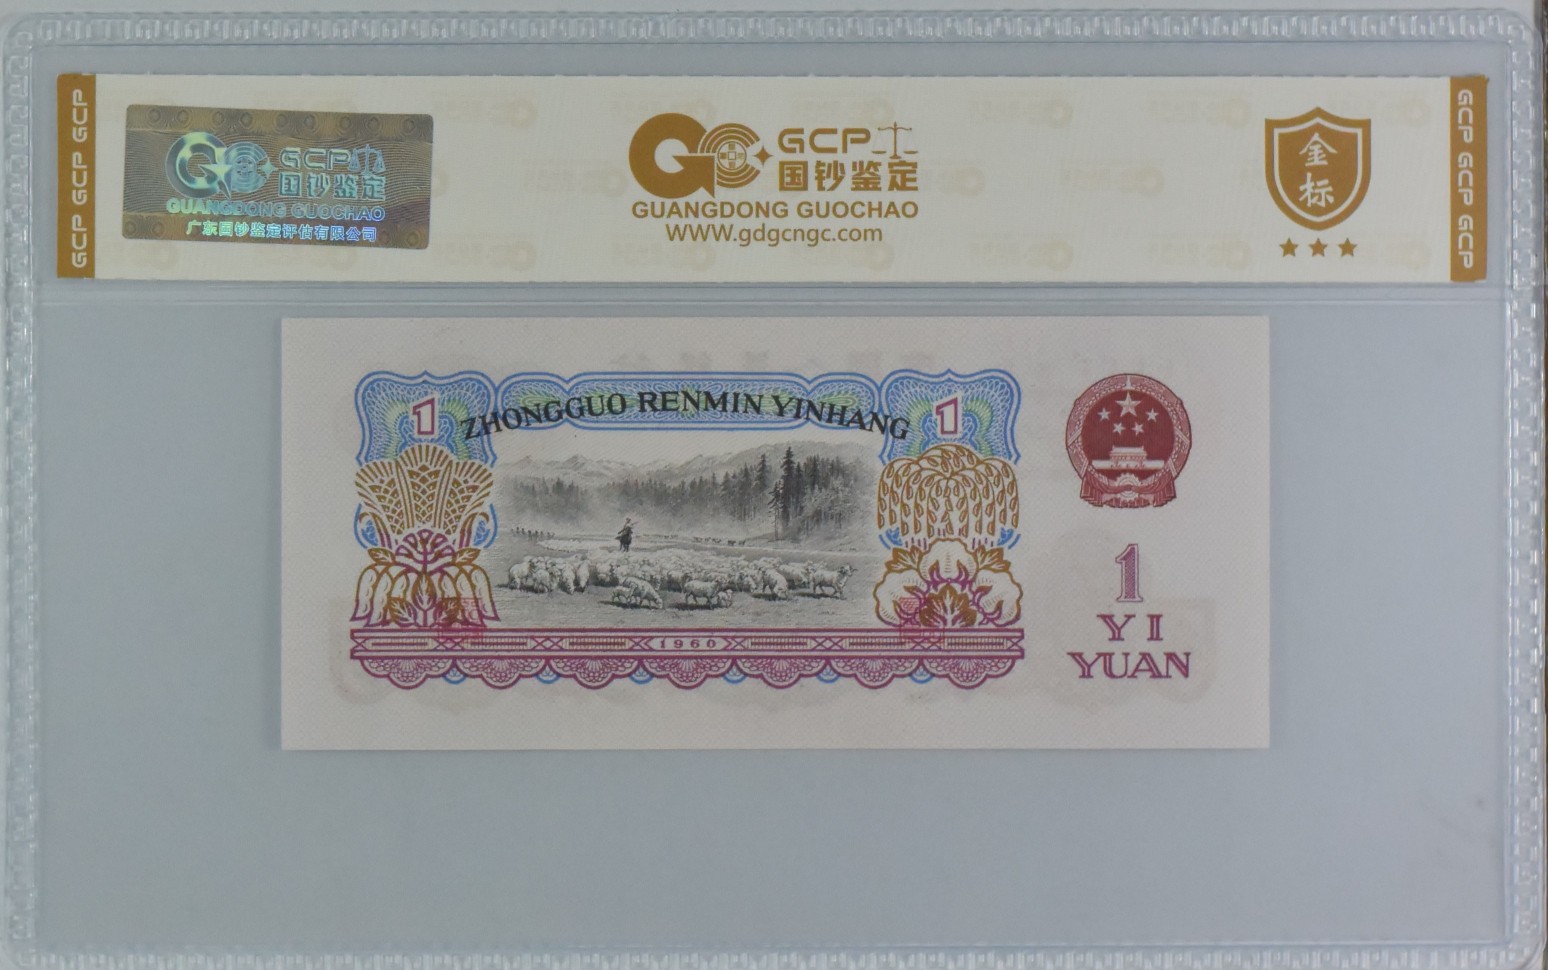 GCP GCP GCP
GCP
国钞鉴定
GUANGDONG GUOCHAO
广东国钞鉴定评估有限公司
GCP
国钞鉴定
GUANGDONG GUOCHAO
WWW.gdgcngc.com
金标
GCP GCP GCP
1
ZHONGGUO RENMIN YINHANG
1
1960
1
YI
YUAN